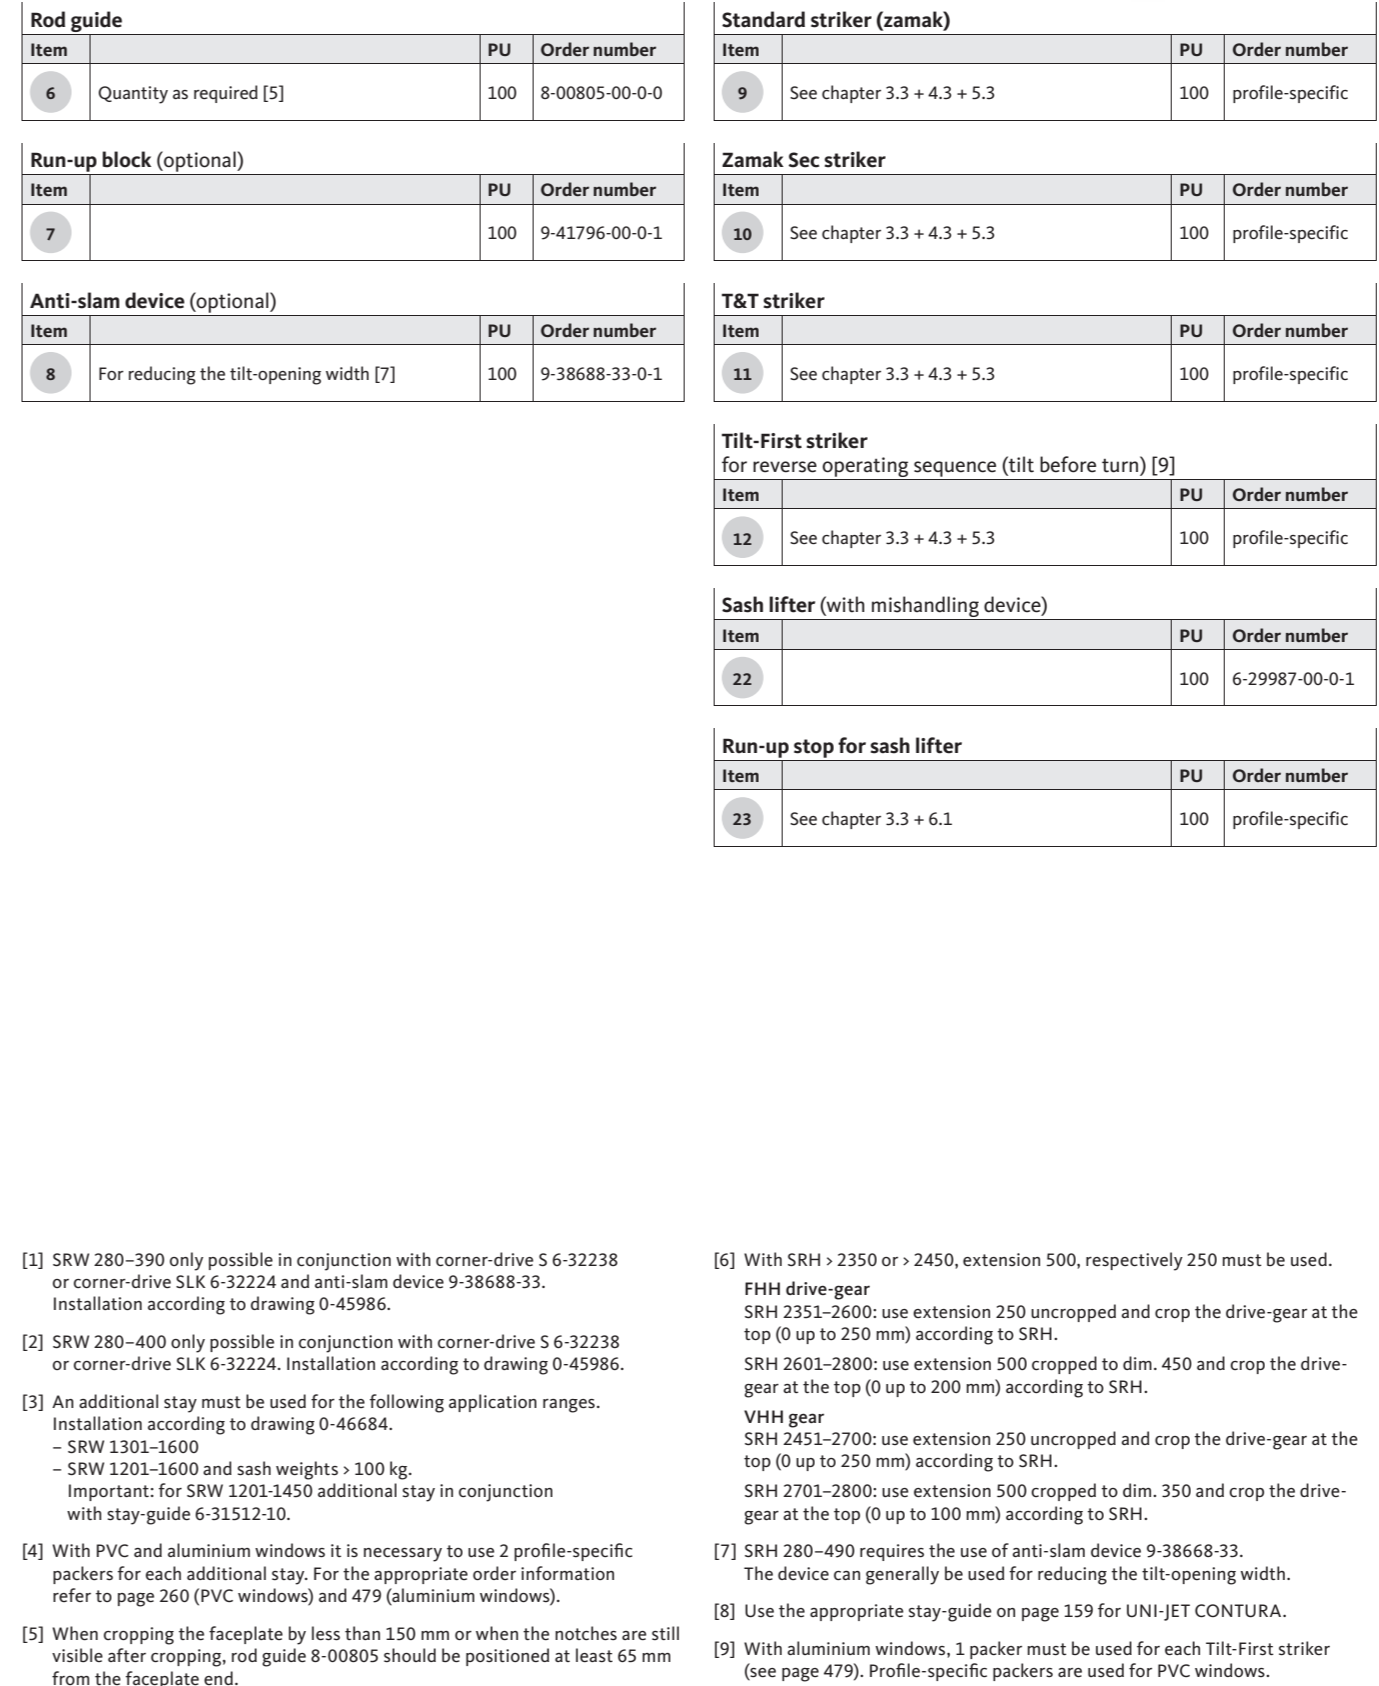 Rod guide
Item PU Order number
6 Quantity as required [5] 100 8-00805-00-0-0
Run-up block (optional)
Item PU Order number
7 100 9-41796-00-0-1
Anti-slam device (optional)
Item PU Order number
8 For reducing the tilt-opening width [7] 100 9-38688-33-0-1
Standard striker (zamak)
Item PU Order number
9 See chapter 3.3 + 4.3 + 5.3 100 profile-specific
Zamak Sec striker
Item PU Order number
10 See chapter 3.3 + 4.3 + 5.3 100 profile-specific
T&T striker
Item PU Order number
11 See chapter 3.3 + 4.3 + 5.3 100 profile-specific
Tilt-First striker
for reverse operating sequence (tilt before turn) [9]
Item PU Order number
12 See chapter 3.3 + 4.3 + 5.3 100 profile-specific
Sash lifter (with mishandling device)
Item PU Order number
22 100 6-29987-00-0-1
Run-up stop for sash lifter
Item PU Order number
23 See chapter 3.3 + 6.1 100 profile-specific
[1] SRW 280–390 only possible in conjunction with corner-drive S 6-32238
or corner-drive SLK 6-32224 and anti-slam device 9-38688-33.
Installation according to drawing 0-45986.
[2] SRW 280–400 only possible in conjunction with corner-drive S 6-32238
or corner-drive SLK 6-32224. Installation according to drawing 0-45986.
[3] An additional stay must be used for the following application ranges.
Installation according to drawing 0-46684.
– SRW 1301–1600
– SRW 1201–1600 and sash weights > 100 kg.
Important: for SRW 1201-1450 additional stay in conjunction
with stay-guide 6-31512-10.
[4] With PVC and aluminium windows it is necessary to use 2 profile-specific
packers for each additional stay. For the appropriate order information
refer to page 260 (PVC windows) and 479 (aluminium windows).
[5] When cropping the faceplate by less than 150 mm or when the notches are still
visible after cropping, rod guide 8-00805 should be positioned at least 65 mm
from the faceplate end.
[6] With SRH > 2350 or > 2450, extension 500, respectively 250 must be used.
FHH drive-gear
SRH 2351–2600: use extension 250 uncropped and crop the drive-gear at the
top (0 up to 250 mm) according to SRH.
SRH 2601–2800: use extension 500 cropped to dim. 450 and crop the drive-
gear at the top (0 up to 200 mm) according to SRH.
VHH gear
SRH 2451–2700: use extension 250 uncropped and crop the drive-gear at the
top (0 up to 250 mm) according to SRH.
SRH 2701–2800: use extension 500 cropped to dim. 350 and crop the drive-
gear at the top (0 up to 100 mm) according to SRH.
[7] SRH 280–490 requires the use of anti-slam device 9-38668-33.
The device can generally be used for reducing the tilt-opening width.
[8] Use the appropriate stay-guide on page 159 for UNI-JET CONTURA.
[9] With aluminium windows, 1 packer must be used for each Tilt-First striker
(see page 479). Profile-specific packers are used for PVC windows.